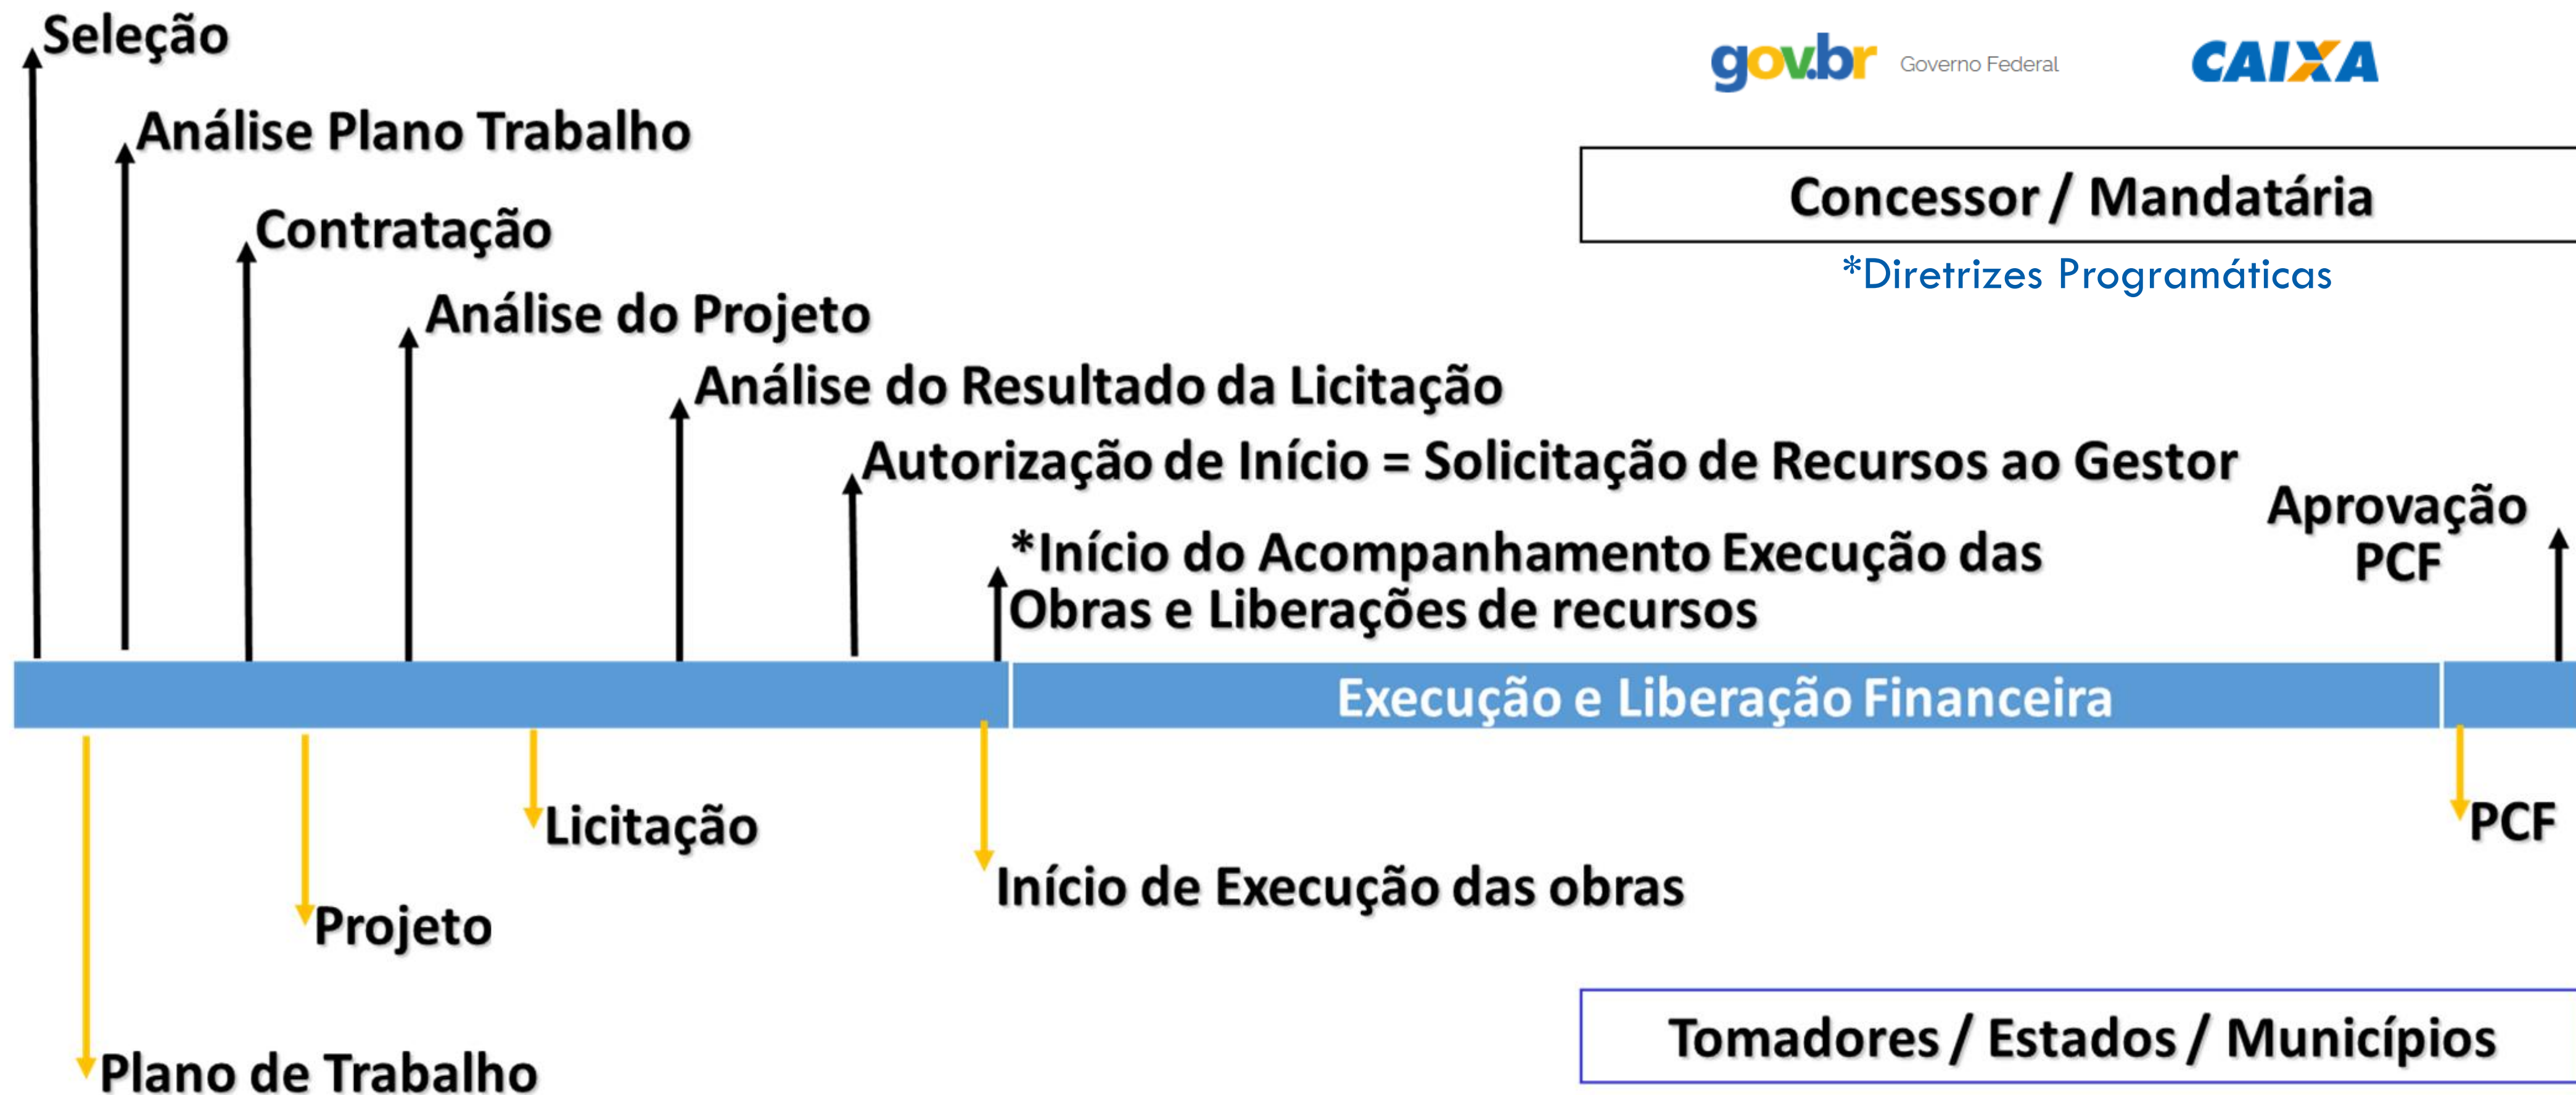 Seleção
gov.br Governo Federal
CAIXA
Análise Plano Trabalho
Concessor / Mandatária
Contratação
*Diretrizes Programáticas
Análise do Projeto
Análise do Resultado da Licitação
Autorização de Início = Solicitação de Recursos ao Gestor
Aprovação
PCF
*Início do Acompanhamento Execução das
Obras e Liberações de recursos
Execução e Liberação Financeira
Licitação
PCF
Início de Execução das obras
Projeto
Tomadores / Estados / Municípios
Plano de Trabalho